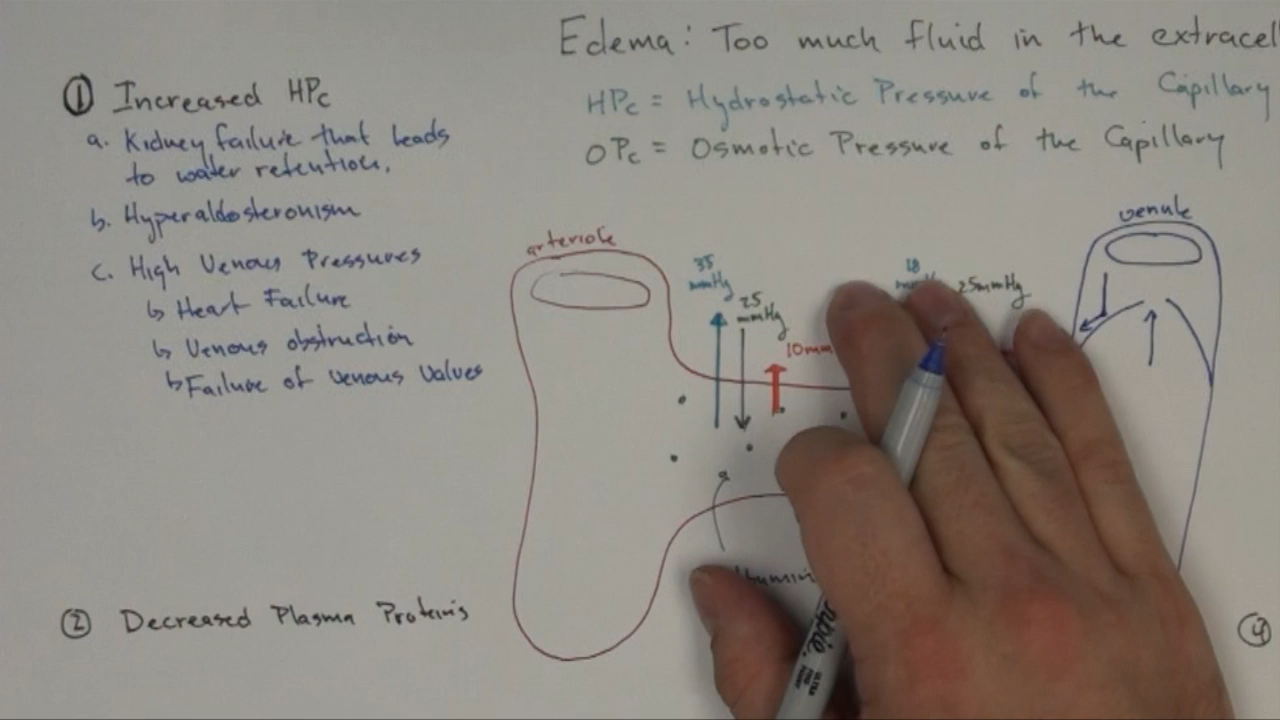 Edema: Too much fluid in the extracell
HPc = Hydrostatic Pressure of the Capillary
OPc = Osmotic Pressure of the Capillary
① Increased HPc
a. Kidney failure that leads
to water retention.
b. Hyperaldosteronism
c. High Venous Pressures
↳ Heart Failure
↳ Venous obstruction
↳ Failure of Venous Valves
② Decreased Plasma Proteins
arteriole
35
mmHg
25
mmHg
10mm
18
25mmHg
venule
④